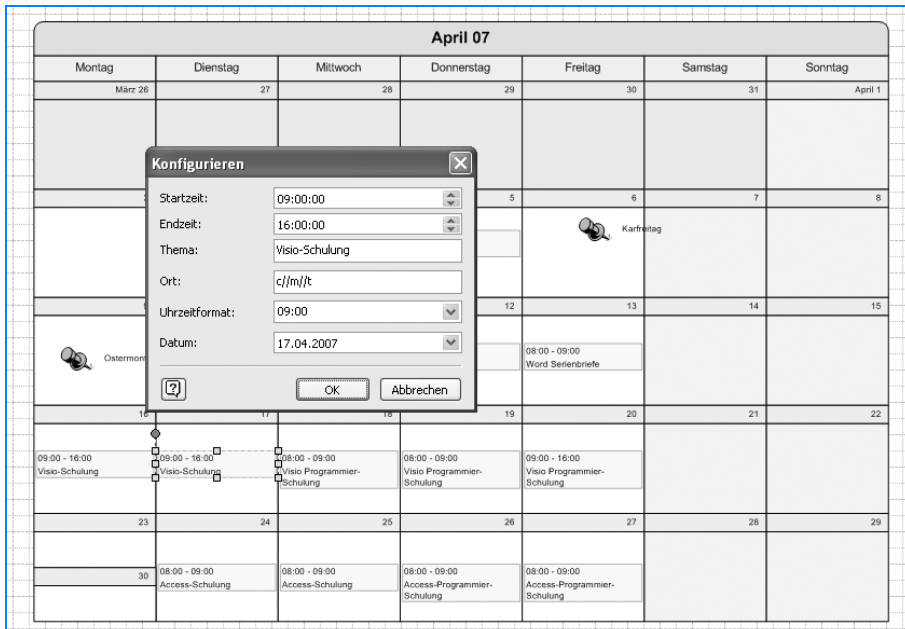 April 07
Montag Dienstag Mittwoch Donnerstag Freitag Samstag Sonntag
März 26 27 28 29 30 31 April 1
Konfigurieren
Startzeit: 09:00:00
Endzeit: 16:00:00
Thema: Visio-Schulung
Ort: c//m//t
Uhrzeitformat: 09:00
Datum: 17.04.2007
OK Abbrechen
5 6 7 8
Karfreitag
12 13 14 15
Ostermont
08:00 - 09:00
Word Serienbriefe
16 17 18 19 20 21 22
09:00 - 16:00 09:00 - 16:00 08:00 - 09:00 08:00 - 09:00 09:00 - 16:00
Visio-Schulung Visio-Schulung Visio Programmier- Visio Programmier- Visio Programmier-
Schulung Schulung Schulung
23 24 25 26 27 28 29
30
08:00 - 09:00 08:00 - 09:00 08:00 - 09:00 08:00 - 09:00
Access-Schulung Access-Schulung Access-Programmier- Access-Programmier-
Schulung Schulung